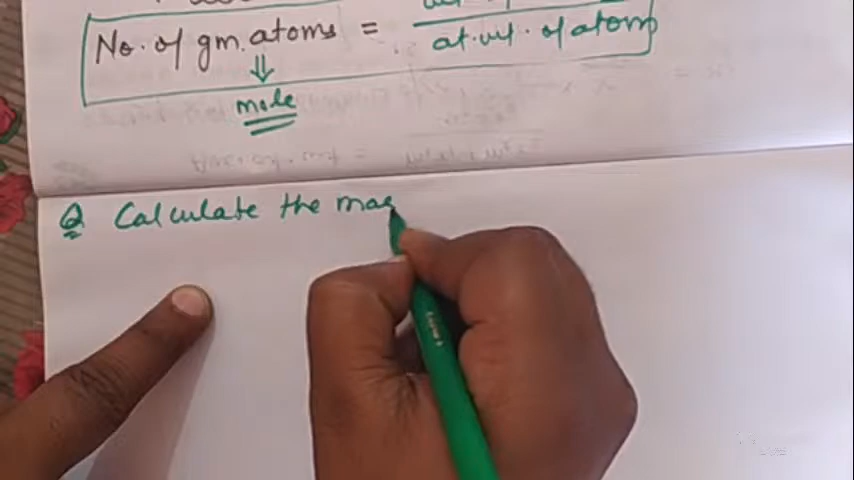 No. of gm. atoms = at. wt. of atom
⇓
mole
Q Calculate the mas